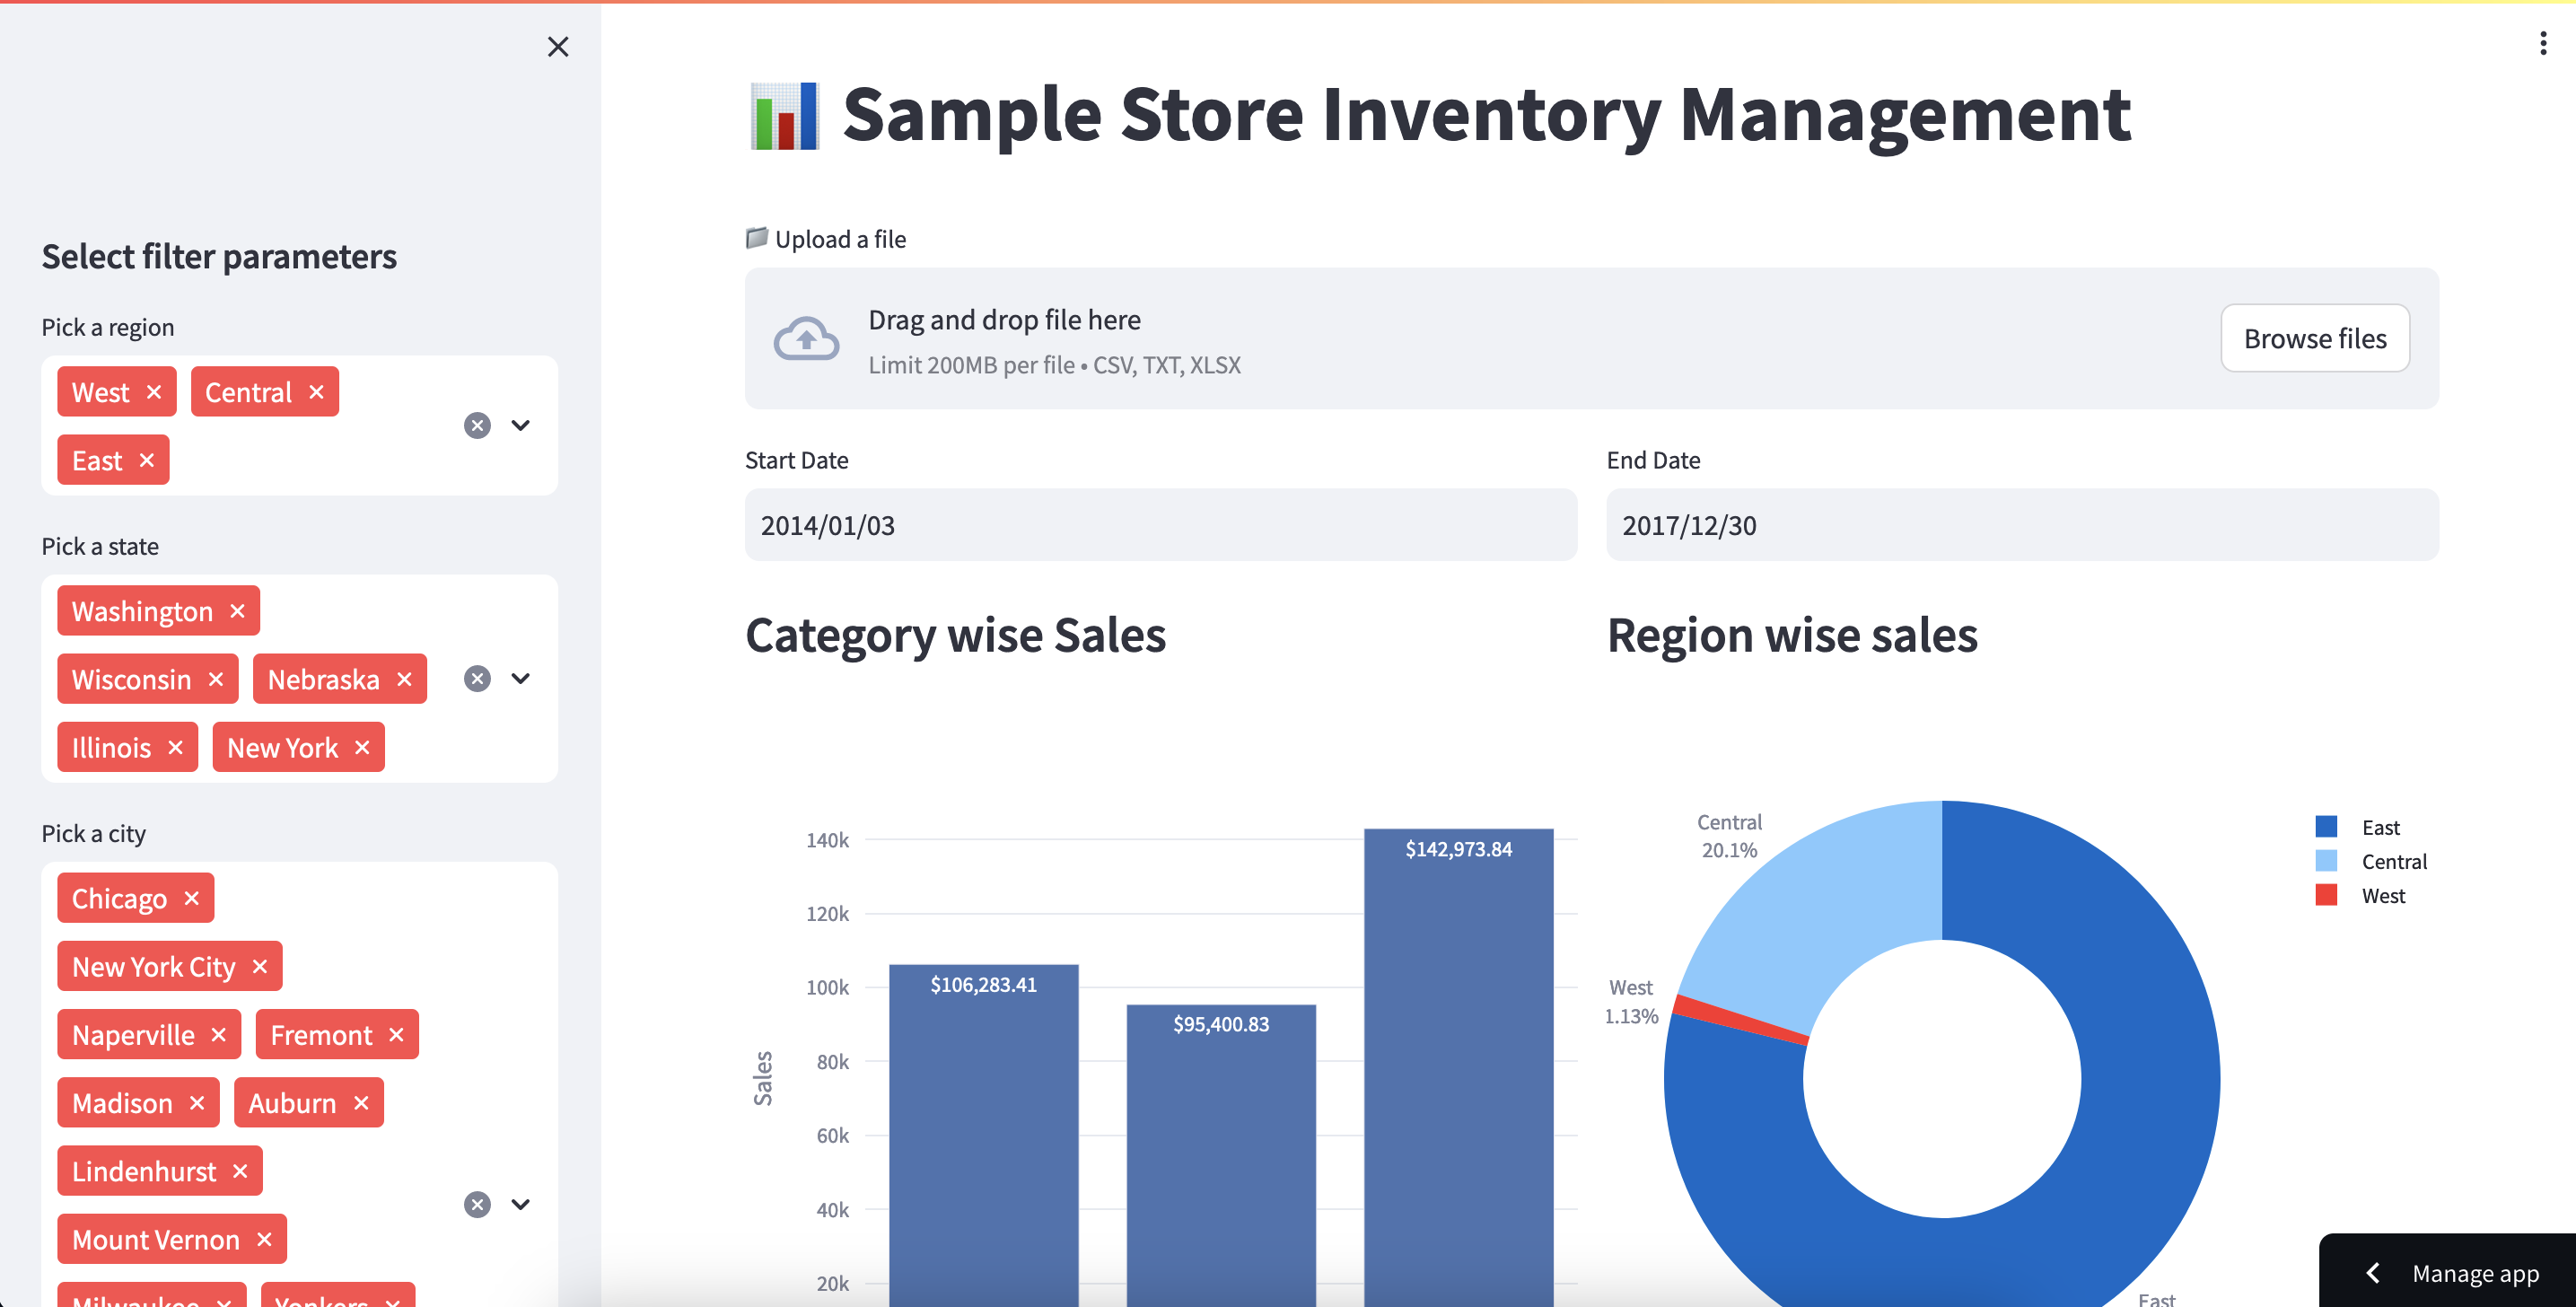 Select filter parameters
Pick a region
West Central
East
Pick a state
Washington
Wisconsin Nebraska
Illinois New York
Pick a city
Chicago
New York City
Naperville Fremont
Madison Auburn
Lindenhurst
Mount Vernon
Milwaukee Yonkers
Sample Store Inventory Management
Upload a file
Drag and drop file here
Limit 200MB per file • CSV, TXT, XLSX
Browse files
Start Date
2014/01/03
End Date
2017/12/30
Category wise Sales
140k
120k
100k
80k
60k
40k
20k
Sales
$106,283.41
$95,400.83
$142,973.84
Region wise sales
Central
20.1%
West
1.13%
East
East
Central
West
Manage app